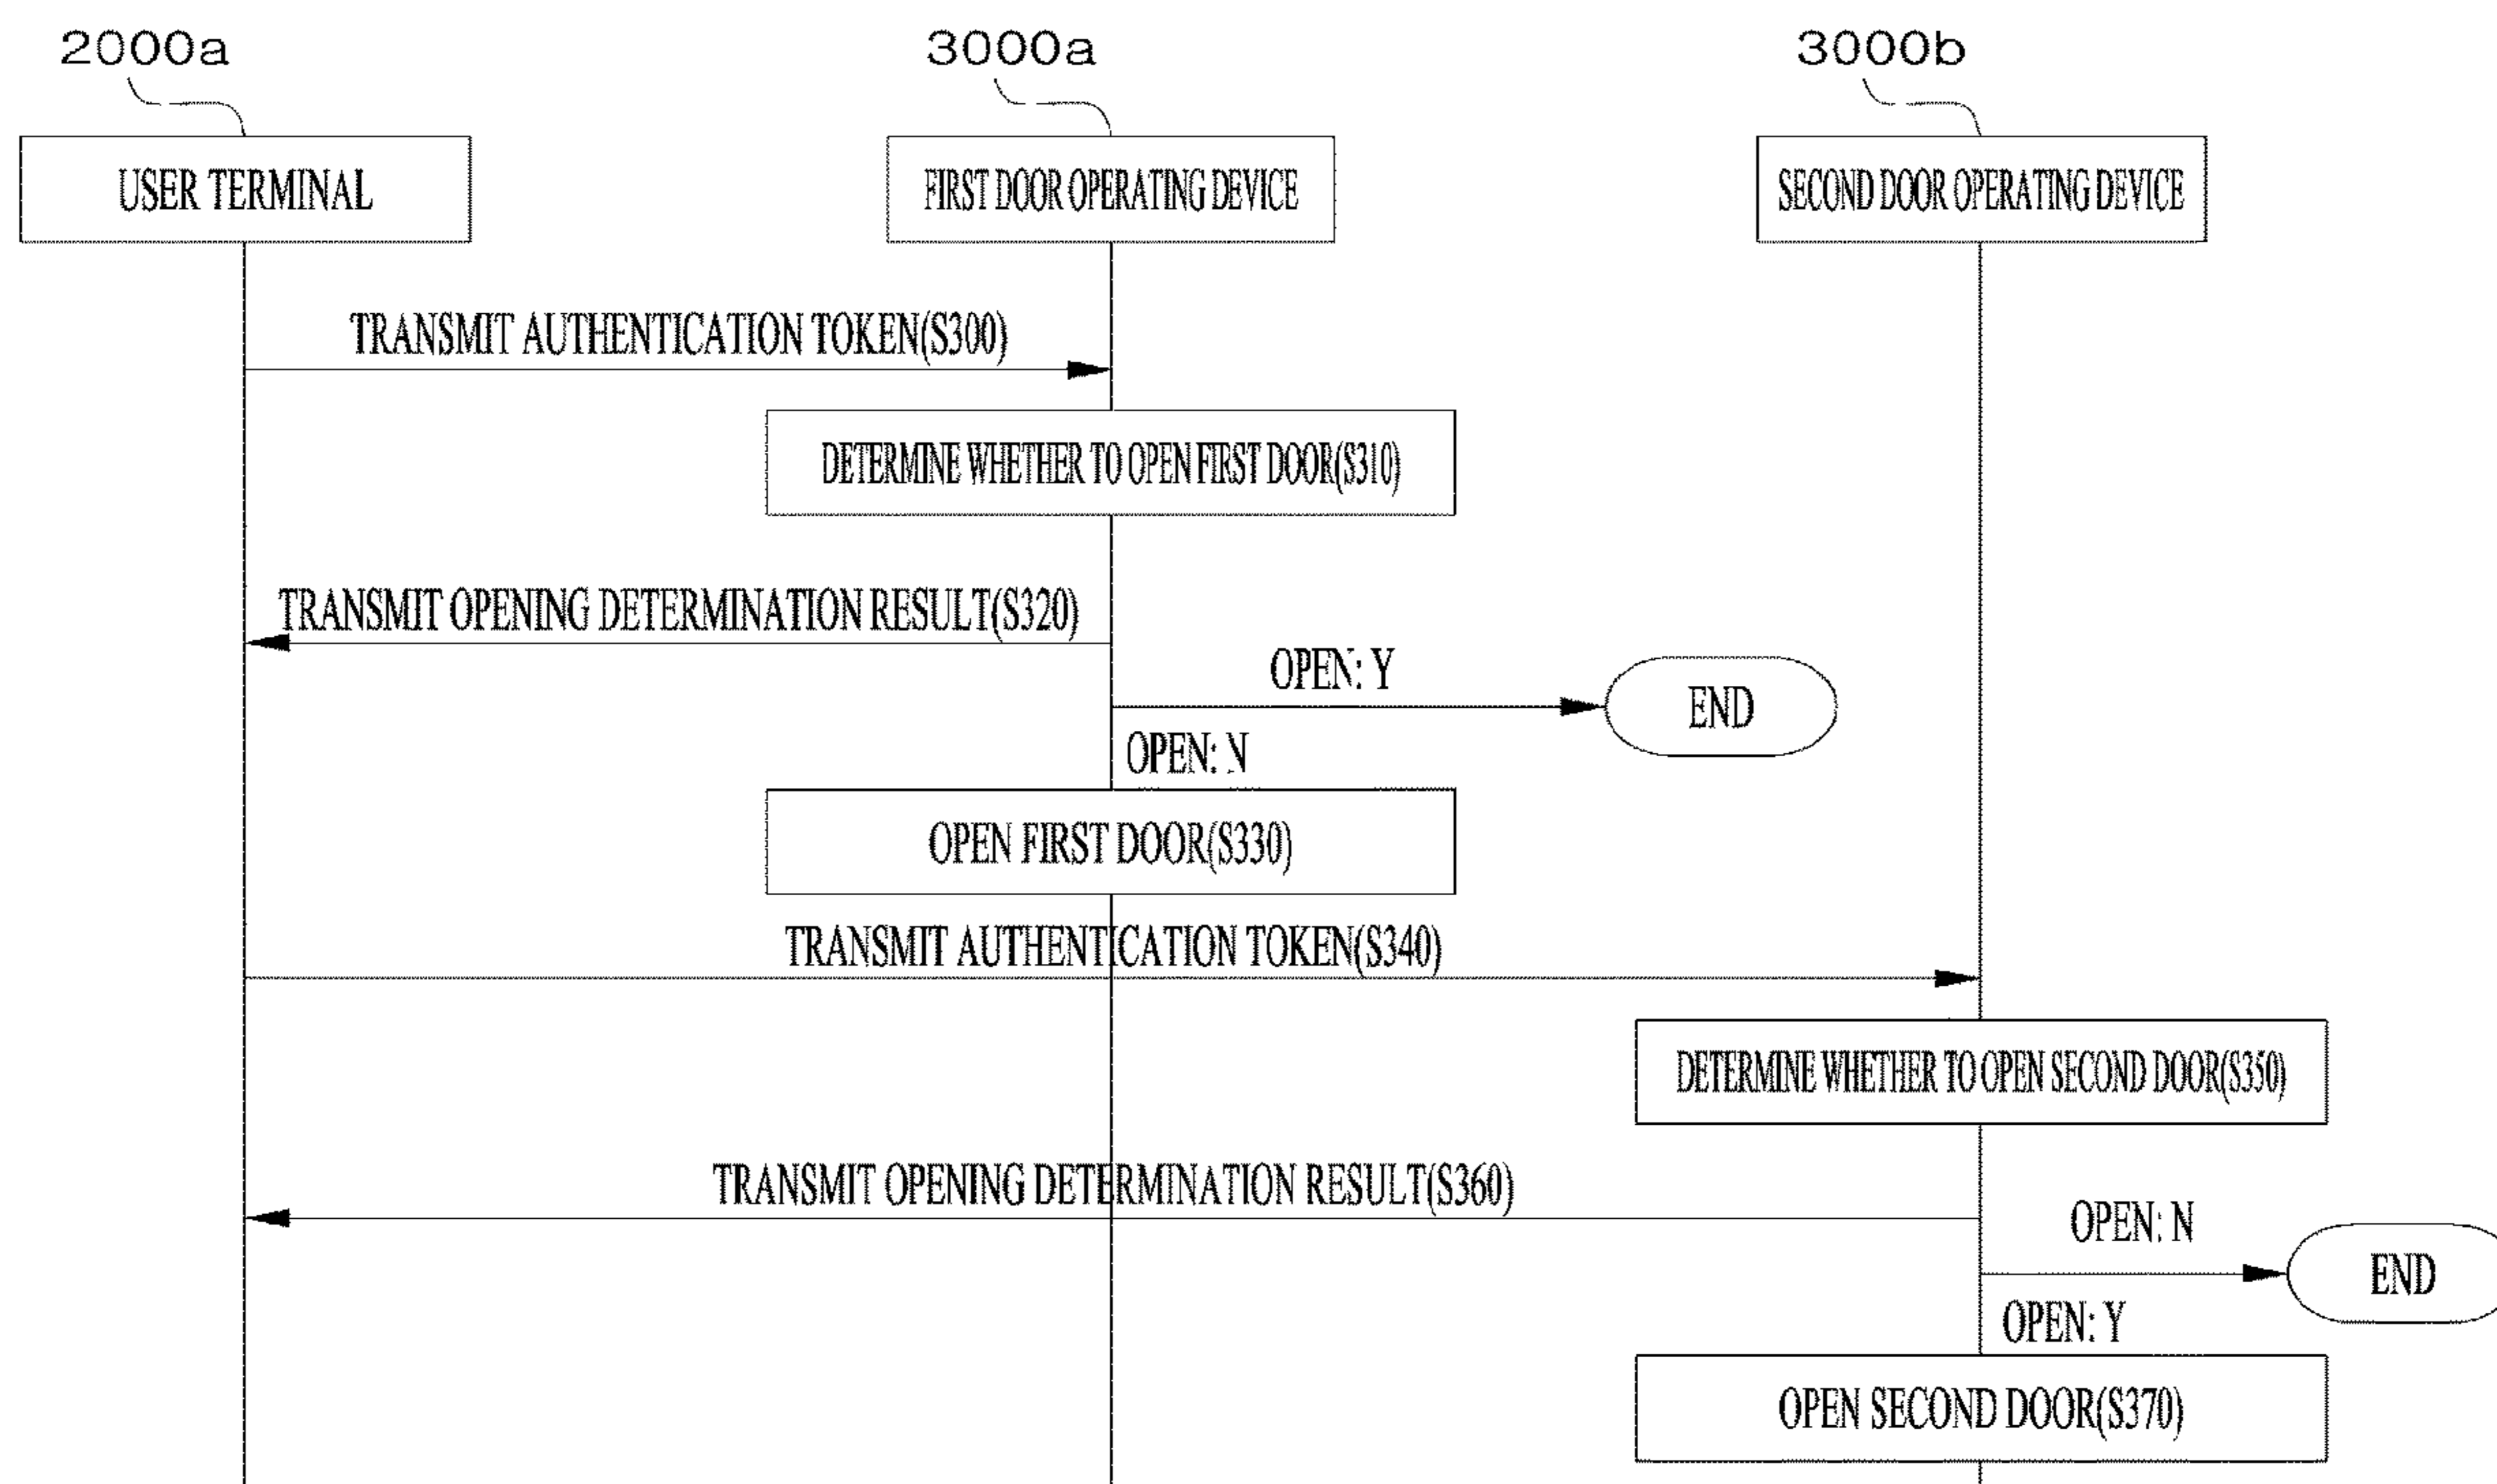 2000a
3000a
3000b
USER TERMINAL
FIRST DOOR OPERATING DEVICE
SECOND DOOR OPERATING DEVICE
TRANSMIT AUTHENTICATION TOKEN(S300)
DETERMINE WHETHER TO OPEN FIRST DOOR(S310)
TRANSMIT OPENING DETERMINATION RESULT(S320)
OPEN: Y
END
OPEN: N
OPEN FIRST DOOR(S330)
TRANSMIT AUTHENTICATION TOKEN(S340)
DETERMINE WHETHER TO OPEN SECOND DOOR(S350)
TRANSMIT OPENING DETERMINATION RESULT(S360)
OPEN: N
END
OPEN: Y
OPEN SECOND DOOR(S370)